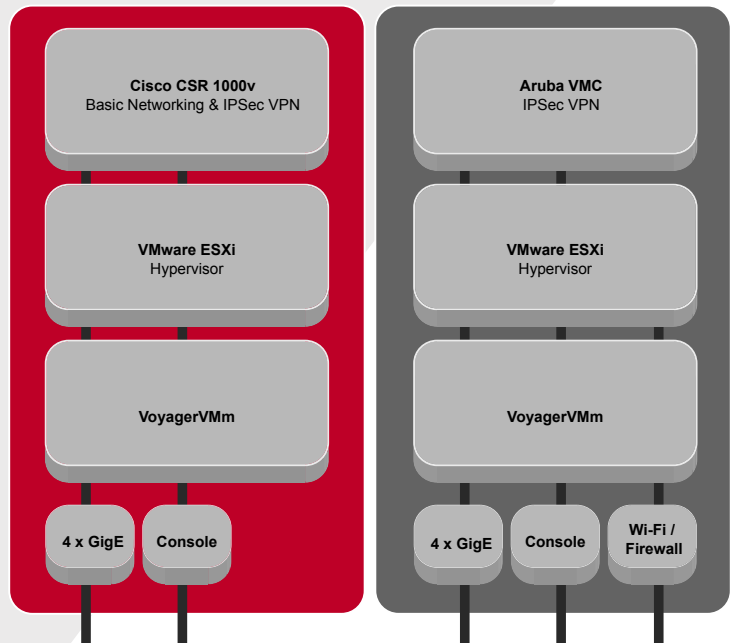 Cisco CSR 1000v
Basic Networking & IPSec VPN
VMware ESXi
Hypervisor
VoyagerVMm
4 x GigE
Console
Aruba VMC
IPSec VPN
VMware ESXi
Hypervisor
VoyagerVMm
4 x GigE
Console
Wi-Fi /
Firewall